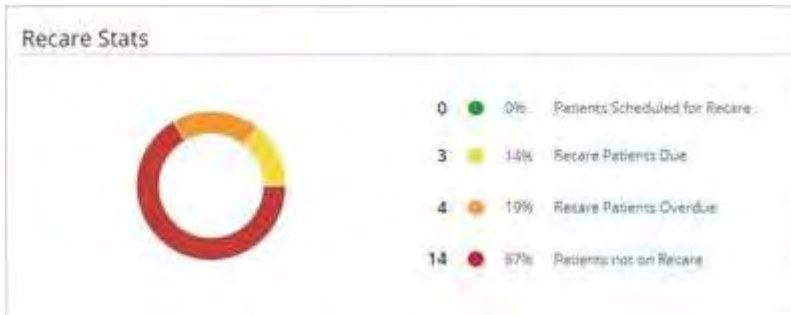 Recare Stats
0 0% Patients Scheduled for Recare
3 14% Recare Patients Due
4 19% Recare Patients Overdue
14 67% Patients not on Recare